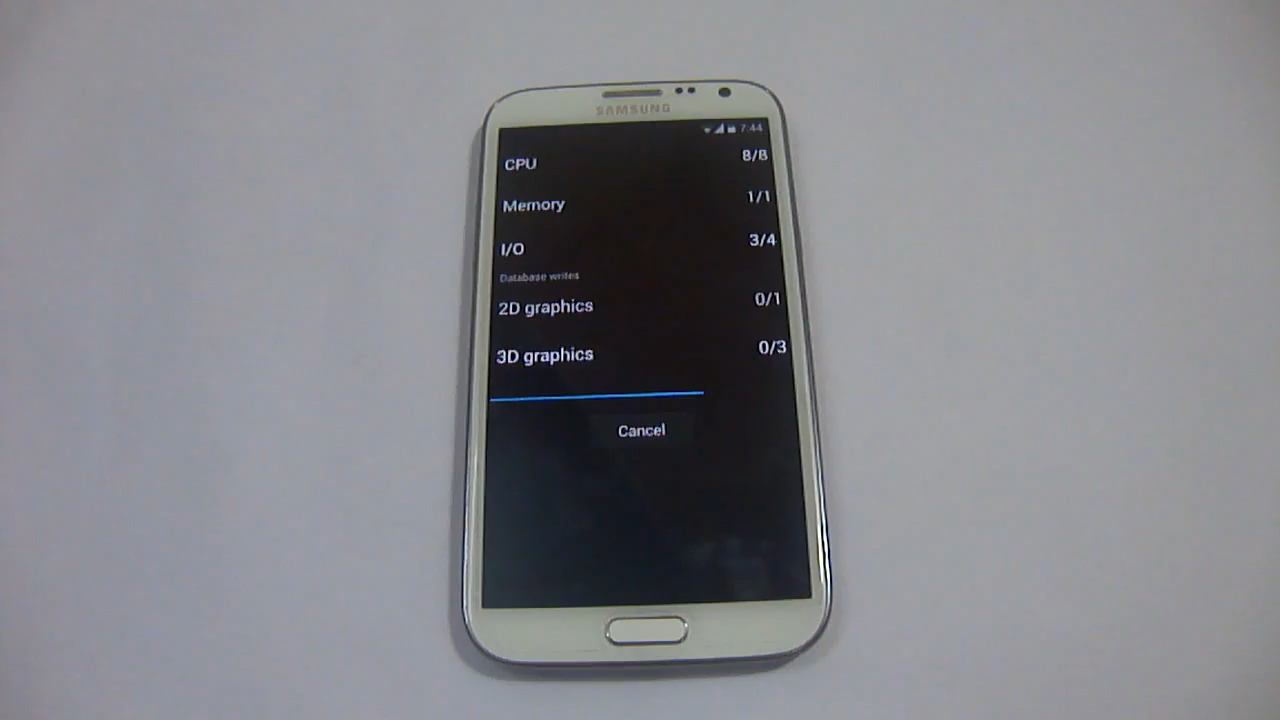 SAMSUNG
7:44
CPU 8/8
Memory 1/1
I/O 3/4
Database writes
2D graphics 0/1
3D graphics 0/3
Cancel